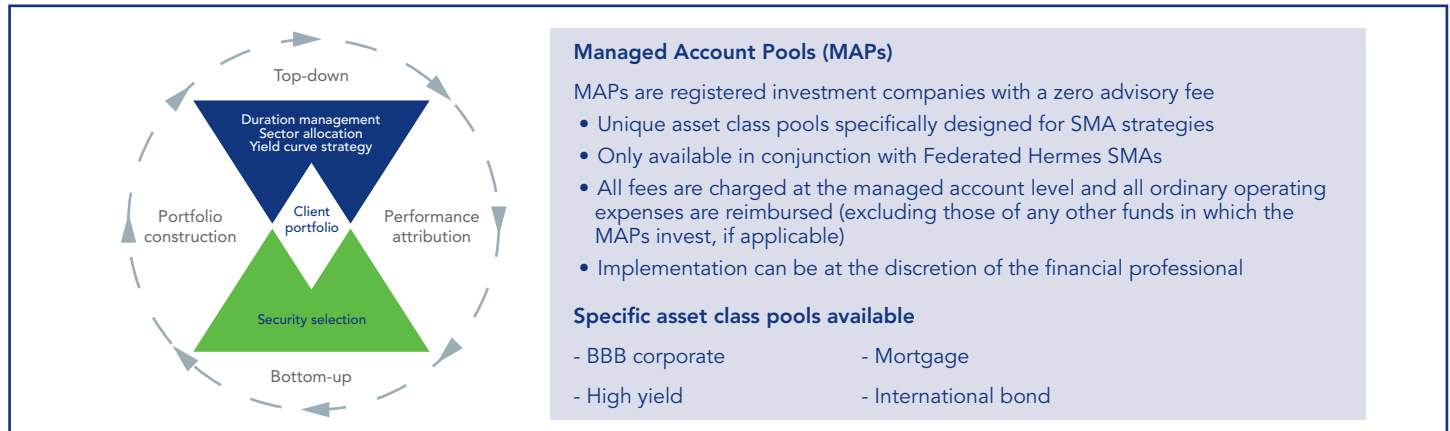 Top-down
Duration management
Sector allocation
Yield curve strategy
Portfolio
construction
Client
portfolio
Performance
attribution
Security selection
Bottom-up
Managed Account Pools (MAPs)
MAPs are registered investment companies with a zero advisory fee
• Unique asset class pools specifically designed for SMA strategies
• Only available in conjunction with Federated Hermes SMAs
• All fees are charged at the managed account level and all ordinary operating
expenses are reimbursed (excluding those of any other funds in which the
MAPs invest, if applicable)
• Implementation can be at the discretion of the financial professional
Specific asset class pools available
- BBB corporate - Mortgage
- High yield - International bond